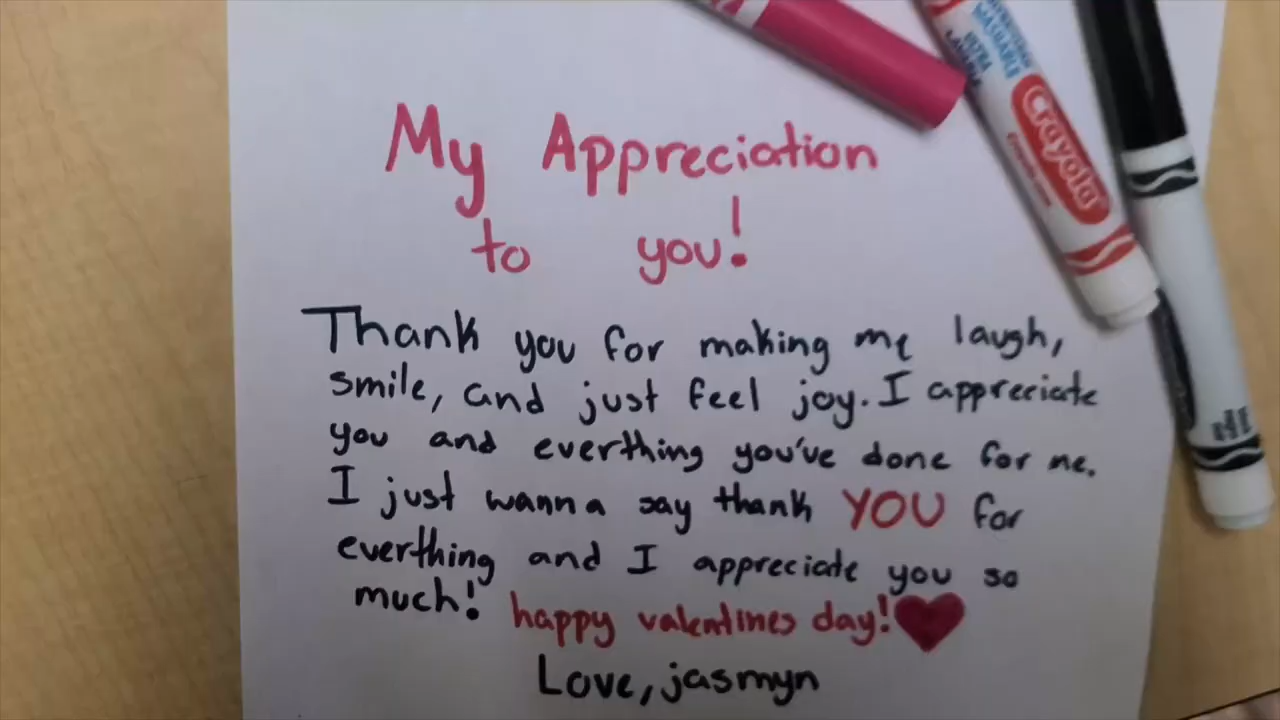 My Appreciation
to you!
Thank you for making me laugh,
smile, and just feel joy. I appreciate
you and everthing you've done for me.
I just wanna say thank YOU for
everthing and I appreciate you so
much! happy valentines day!
Love, jasmyn
WASHABLE
ULTRA
Crayola